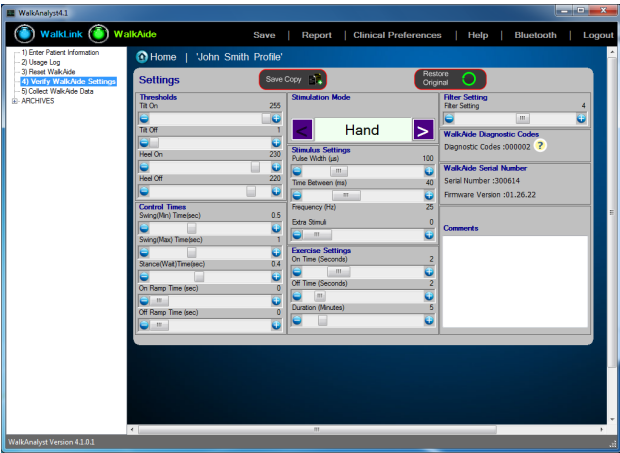 WalkAnalyst4.1
WalkLink WalkAide Save | Report | Clinical Preferences | Help | Bluetooth | Logout
1) Enter Patient Information
2) Usage Log
3) Reset WalkAide
4) Verify WalkAide Settings
5) Collect WalkAide Data
ARCHIVES
Home | 'John Smith Profile'
Settings
Save Copy
Restore
Original
Thresholds
Tilt On 255
Tilt Off 1
Heel On 230
Heel Off 220
Control Times
Swing(Min) Time(sec) 0.5
Swing(Max) Time(sec) 1
Stance(Wait)Time(sec) 0.4
On Ramp Time (sec) 0
Off Ramp Time (sec) 0
Stimulation Mode
< Hand >
Stimulus Settings
Pulse Width (µs) 100
Time Between (ms) 40
Frequency (Hz) 25
Extra Stimuli 0
Exercise Settings
On Time (Seconds) 2
Off Time (Seconds) 2
Duration (Minutes) 5
Filter Setting
Filter Setting 4
WalkAide Diagnostic Codes
Diagnostic Codes :000002 ?
WalkAide Serial Number
Serial Number :300614
Firmware Version :01.26.22
Comments
WalkAnalyst Version 4.1.0.1